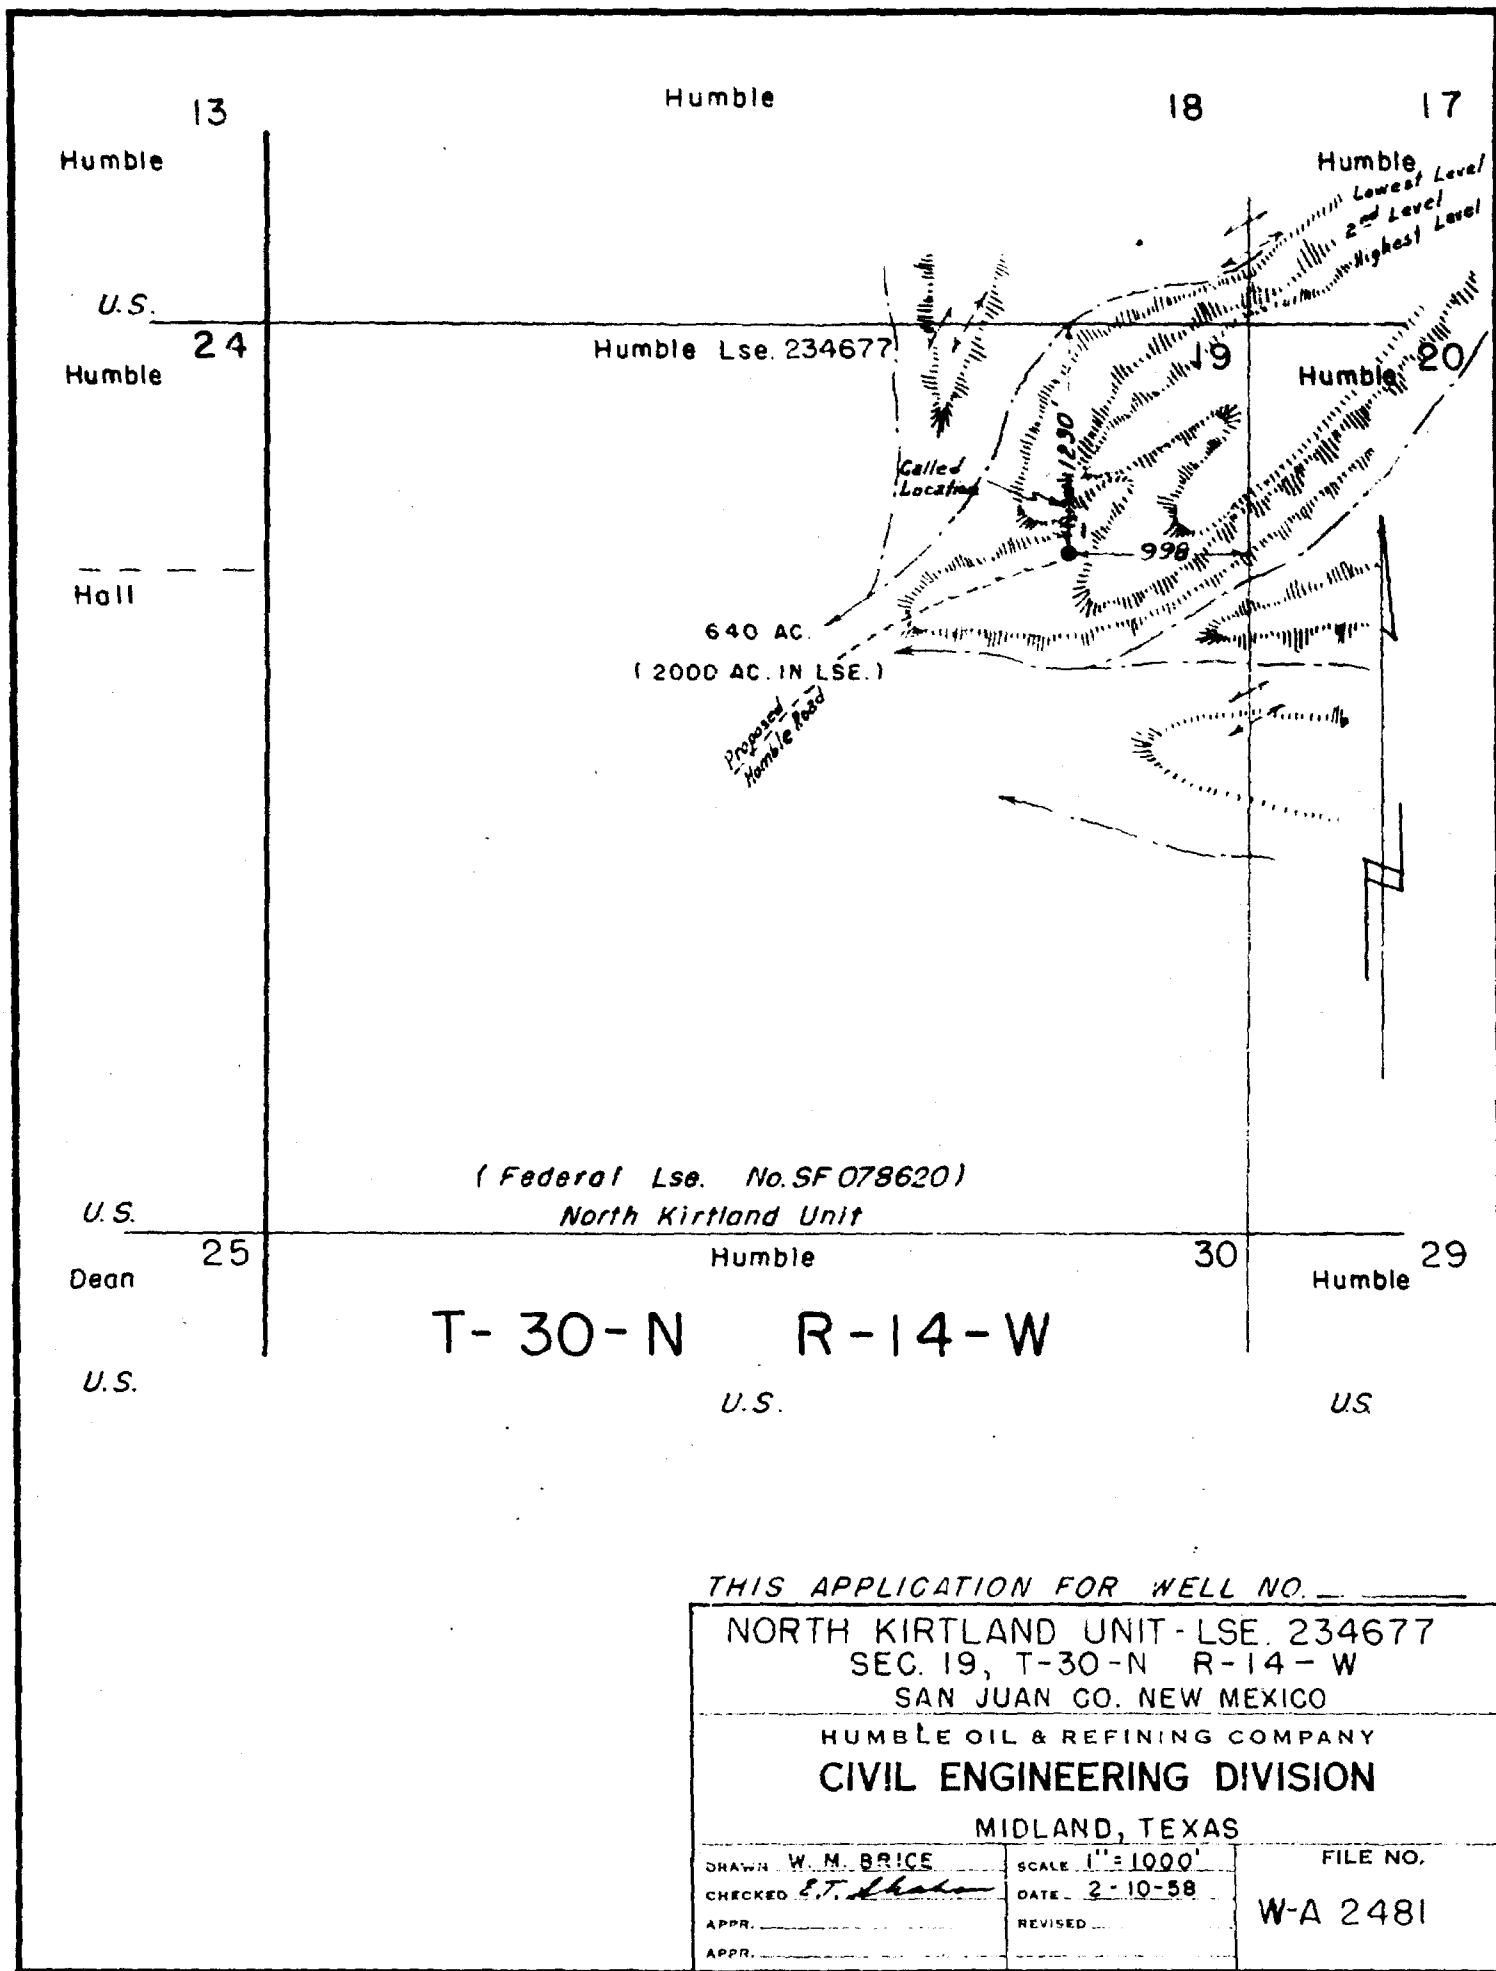 13
Humble
18
17
Humble
Humble
Lowest Level
2nd Level
Highest Level
U.S.
24
Humble Lse. 234677
19
20
Humble
Humble
1290'
Called
Location
998
Hall
640 AC.
( 2000 AC. IN LSE. )
Proposed
Humble Road
( Federal Lse. No. SF 078620 )
U.S.
North Kirtland Unit
25
Humble
30
29
Dean
Humble
T-30-N R-14-W
U.S.
U.S.
U.S.
THIS APPLICATION FOR WELL NO.
NORTH KIRTLAND UNIT - LSE. 234677
SEC. 19, T-30-N R-14-W
SAN JUAN CO. NEW MEXICO
HUMBLE OIL & REFINING COMPANY
CIVIL ENGINEERING DIVISION
MIDLAND, TEXAS
DRAWN W. M. BRICE
SCALE 1" = 1000'
FILE NO.
CHECKED E.T.
DATE 2-10-58
W-A 2481
APPR.
REVISED
APPR.